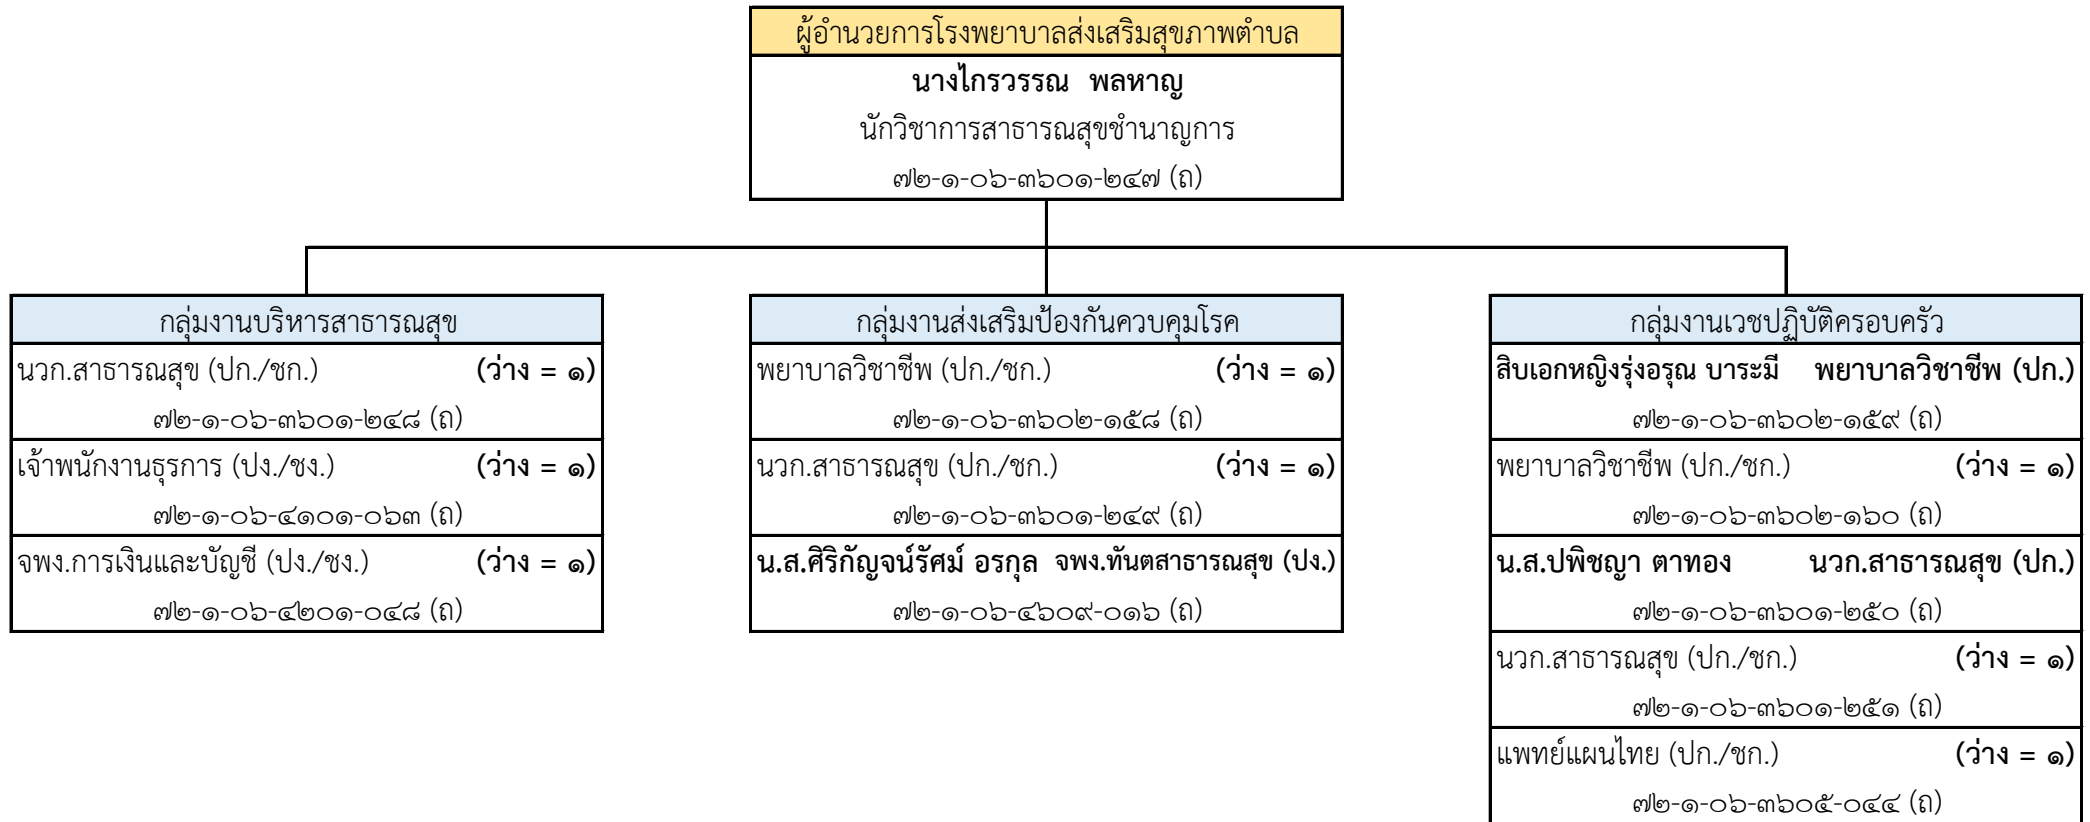 ผู้อำนวยการโรงพยาบาลส่งเสริมสุขภาพตำบล
นางไกรวรรณ พลหาญ
นักวิชาการสาธารณสุขชำนาญการ
๗๒-๑-๐๖-๓๖๐๑-๒๔๗ (ถ)
กลุ่มงานบริหารสาธารณสุข
นวก.สาธารณสุข (ปก./ชก.) (ว่าง = ๑)
๗๒-๑-๐๖-๓๖๐๑-๒๔๘ (ถ)
เจ้าพนักงานธุรการ (ปง./ชง.) (ว่าง = ๑)
๗๒-๑-๐๖-๔๑๐๑-๐๖๓ (ถ)
จพง.การเงินและบัญชี (ปง./ชง.) (ว่าง = ๑)
๗๒-๑-๐๖-๔๒๐๑-๐๔๘ (ถ)
กลุ่มงานส่งเสริมป้องกันควบคุมโรค
พยาบาลวิชาชีพ (ปก./ชก.) (ว่าง = ๑)
๗๒-๑-๐๖-๓๖๐๒-๑๕๘ (ถ)
นวก.สาธารณสุข (ปก./ชก.) (ว่าง = ๑)
๗๒-๑-๐๖-๓๖๐๑-๒๔๙ (ถ)
น.ส.ศิริกัญจน์รัศม์ อรกุล จพง.ทันตสาธารณสุข (ปง.)
๗๒-๑-๐๖-๔๖๐๙-๐๑๖ (ถ)
กลุ่มงานเวชปฏิบัติครอบครัว
สิบเอกหญิงรุ่งอรุณ บาระมี พยาบาลวิชาชีพ (ปก.)
๗๒-๑-๐๖-๓๖๐๒-๑๕๙ (ถ)
พยาบาลวิชาชีพ (ปก./ชก.) (ว่าง = ๑)
๗๒-๑-๐๖-๓๖๐๒-๑๖๐ (ถ)
น.ส.ปพิชญา ตาทอง นวก.สาธารณสุข (ปก.)
๗๒-๑-๐๖-๓๖๐๑-๒๕๐ (ถ)
นวก.สาธารณสุข (ปก./ชก.) (ว่าง = ๑)
๗๒-๑-๐๖-๓๖๐๑-๒๕๑ (ถ)
แพทย์แผนไทย (ปก./ชก.) (ว่าง = ๑)
๗๒-๑-๐๖-๓๖๐๕-๐๔๔ (ถ)